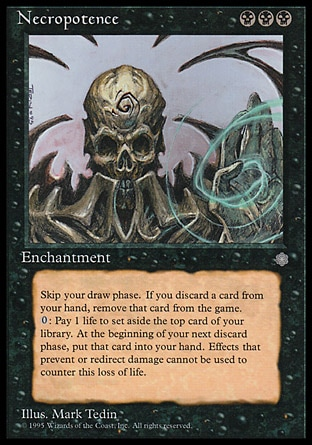 Necropotence
Enchantment
Skip your draw phase. If you discard a card from
your hand, remove that card from the game.
0: Pay 1 life to set aside the top card of your
library. At the beginning of your next discard
phase, put that card into your hand. Effects that
prevent or redirect damage cannot be used to
counter this loss of life.
Illus. Mark Tedin
© 1995 Wizards of the Coast, Inc. All rights reserved.